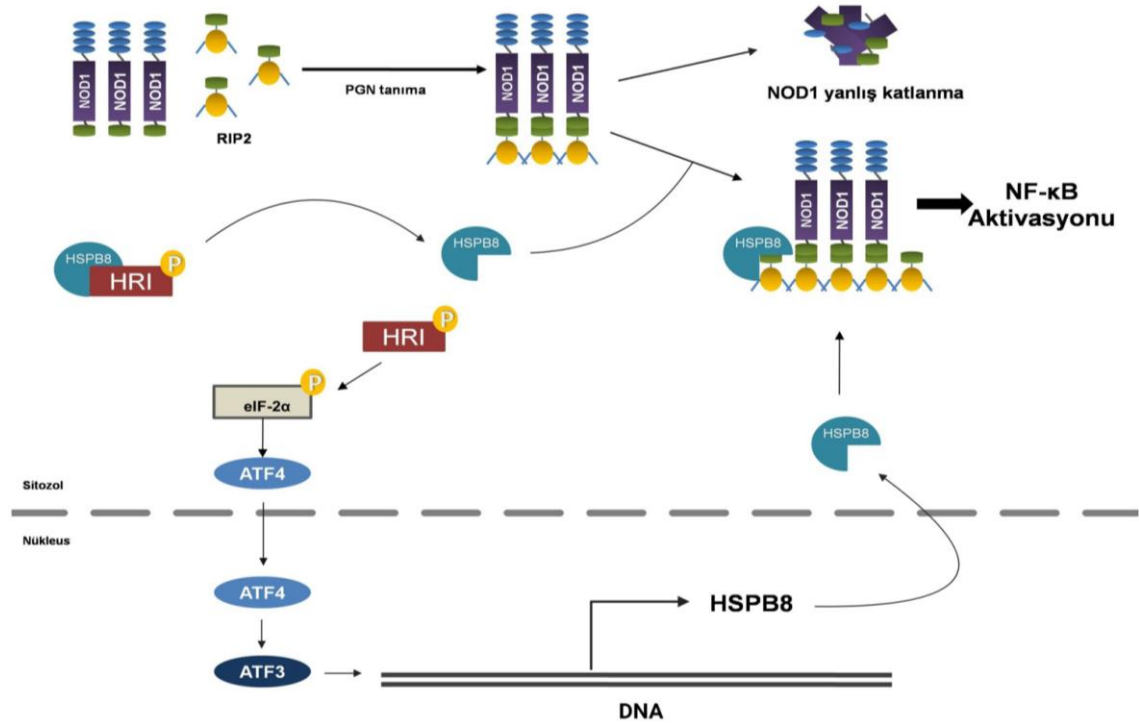 NOD1
NOD1
NOD1
RIP2
PGN tanıma
NOD1
NOD1
NOD1
NOD1 yanlış katlanma
NOD1
NOD1
NOD1
NF-κB
Aktivasyonu
HSPB8
HRI
P
HSPB8
HSPB8
HRI
P
eIF-2α
P
ATF4
HSPB8
Sitozol
Nükleus
ATF4
HSPB8
ATF3
DNA